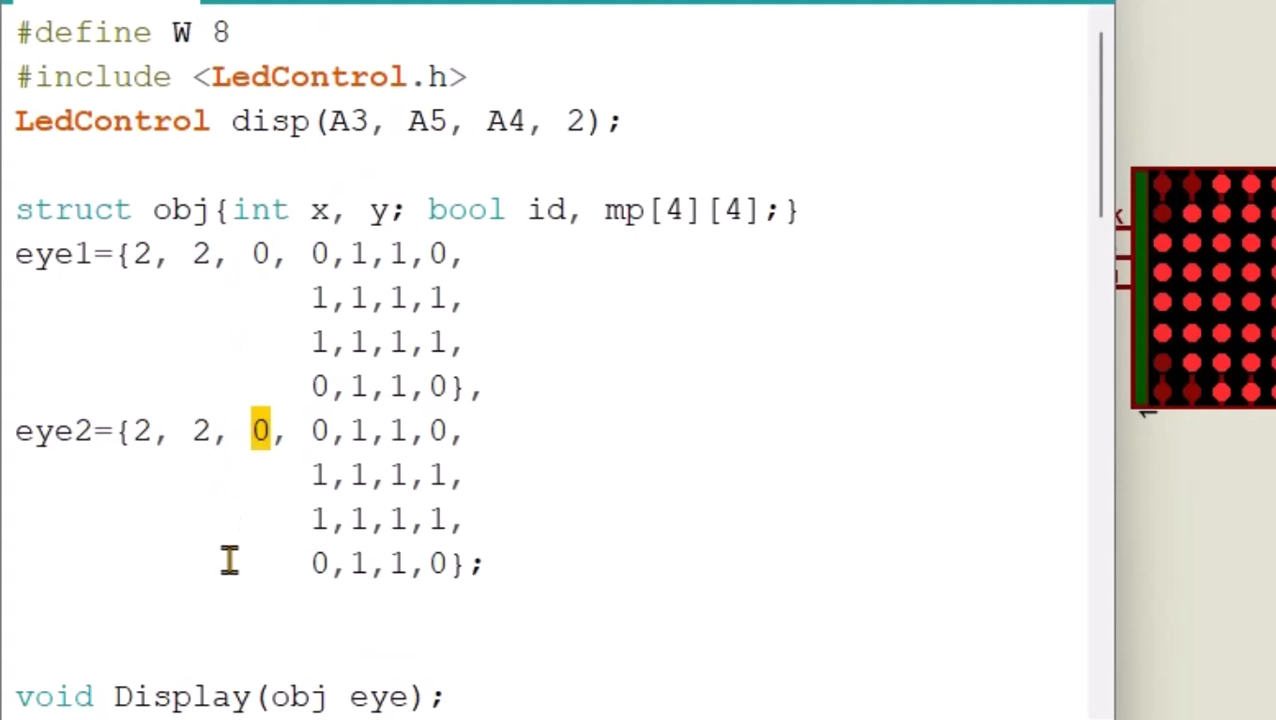 #define W 8
#include <LedControl.h>
LedControl disp(A3, A5, A4, 2);
struct obj{int x, y; bool id, mp[4][4];}
eye1={2, 2, 0, 0,1,1,0,
1,1,1,1,
1,1,1,1,
0,1,1,0},
eye2={2, 2, 0, 0,1,1,0,
1,1,1,1,
1,1,1,1,
0,1,1,0};
void Display(obj eye);